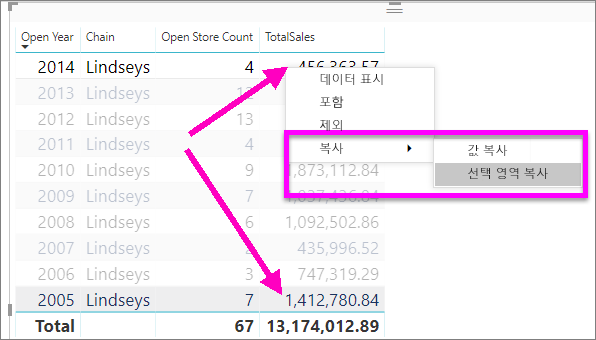 Open Year Chain Open Store Count TotalSales
2014 Lindseys 4 456,363.57
데이터 표시
2013 Lindseys
포함
2012 Lindseys 13
제외
2011 Lindseys 4
복사 값 복사
2010 Lindseys 9 1,873,112.84
선택 영역 복사
2009 Lindseys 7 1,037,436.84
2008 Lindseys 6 1,092,502.86
2007 Lindseys 2 435,996.52
2006 Lindseys 3 747,319.29
2005 Lindseys 7 1,412,780.84
Total 67 13,174,012.89